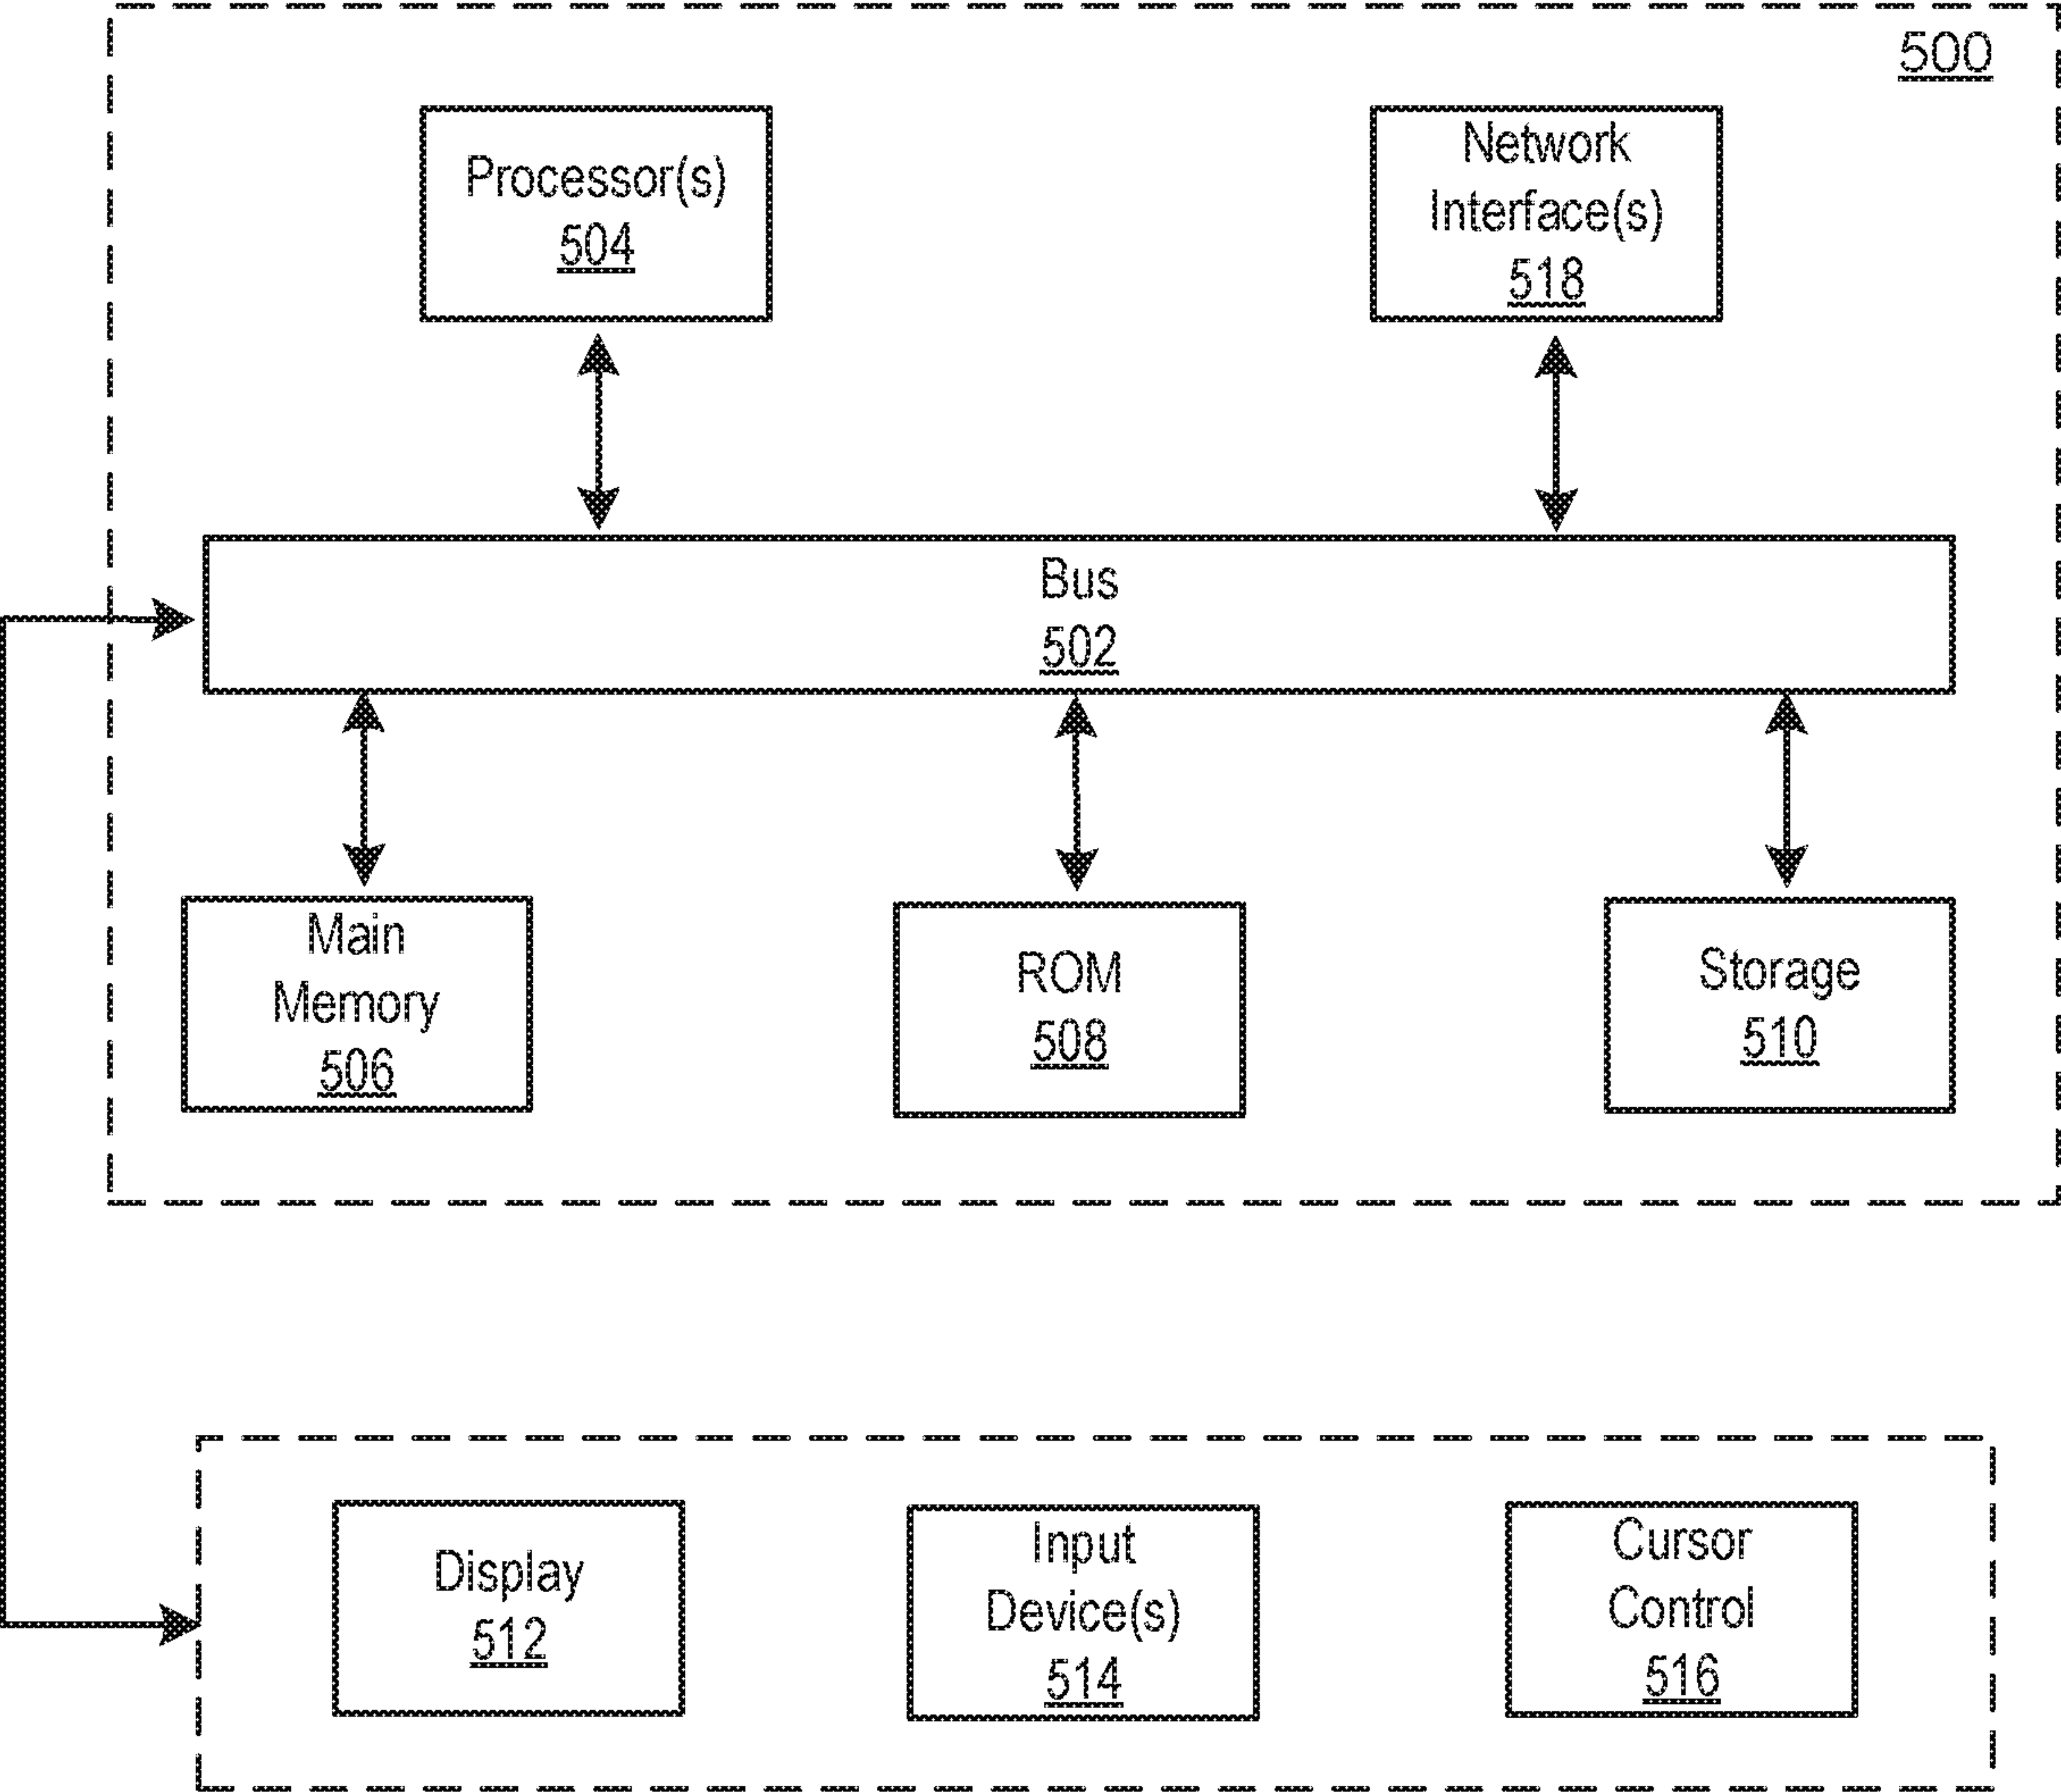 500
Processor(s)
504
Network
Interface(s)
518
Bus
502
Main
Memory
506
ROM
508
Storage
510
Display
512
Input
Device(s)
514
Cursor
Control
516